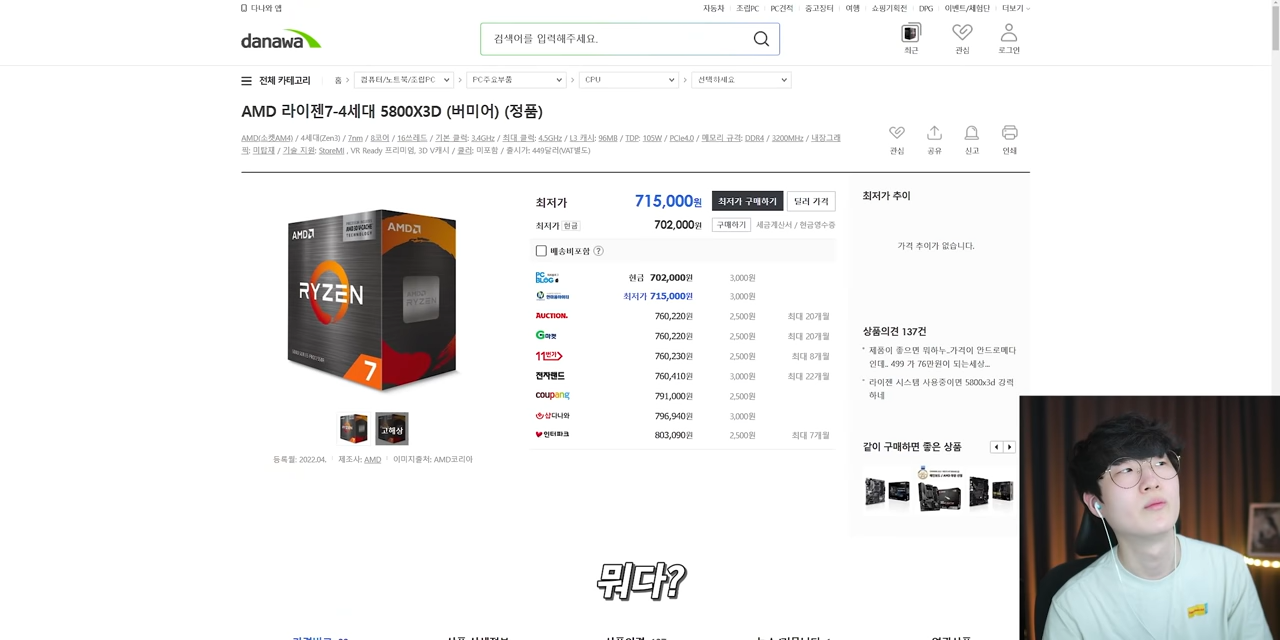 다나와 앱
자동차 조립PC PC견적 중고장터 여행 쇼핑기획전 DPG 이벤트/체험단 더보기
danawa
검색어를 입력해주세요.
최근 관심 로그인
전체 카테고리 홈 컴퓨터/노트북/조립PC PC주요부품 CPU 선택하세요
AMD 라이젠7-4세대 5800X3D (버미어) (정품)
AMD(소켓AM4) / 4세대(Zen3) / 7nm / 8코어 / 16쓰레드 / 기본 클럭: 3.4GHz / 최대 클럭: 4.5GHz / L3 캐시: 96MB / TDP: 105W / PCIe4.0 / 메모리 규격: DDR4 / 3200MHz / 내장그래
픽: 미탑재 / 기술 지원: StoreMI , VR Ready 프리미엄, 3D V캐시 / 쿨러: 미포함 / 출시가: 449달러(VAT별도)
관심 공유 신고 인쇄
AMD
AMD
RYZEN
AMD
RYZEN
7
고해상
등록월: 2022.04. 제조사: AMD 이미지출처: AMD코리아
최저가 715,000원 최저가 구매하기 딜러 가격
최저가 현금 702,000원 구매하기 세금계산서 / 현금영수증
배송비포함 ?
PC BLOG 현금 702,000원 3,000원
최저가 715,000원 3,000원
AUCTION. 760,220원 2,500원 최대 20개월
G마켓 760,220원 2,500원 최대 20개월
11번가 760,230원 2,500원 최대 8개월
전자랜드 760,410원 3,000원 최대 22개월
coupang 791,000원 2,500원
샵다나와 796,940원 3,000원
인터파크 803,090원 2,500원 최대 7개월
최저가 추이
가격 추이가 없습니다.
상품의견 137건
제품이 좋으면 뭐하누..가격이 안드로메다
인데.. 499 가 76만원이 되는세상...
라이젠 시스템 사용중이면 5800x3d 강력
하네
같이 구매하면 좋은 상품
뭐다?